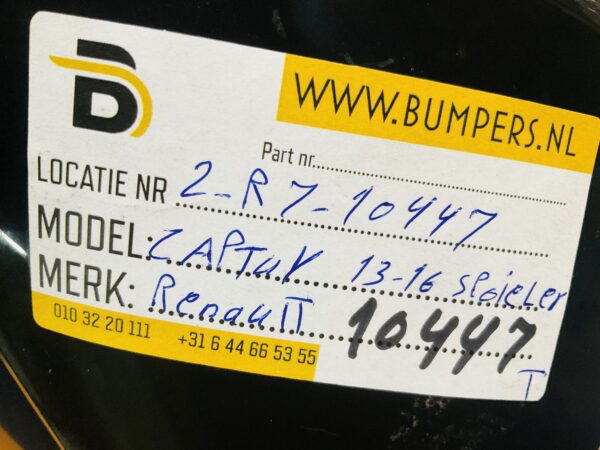 WWW.BUMPERS.NL
Part nr
LOCATIE NR 2-R7-10447
MODEL: CAPTUR 13-16 SPOiELer
MERK: RenauLT 10447
010 32 20 111 +31 6 44 66 53 55
T